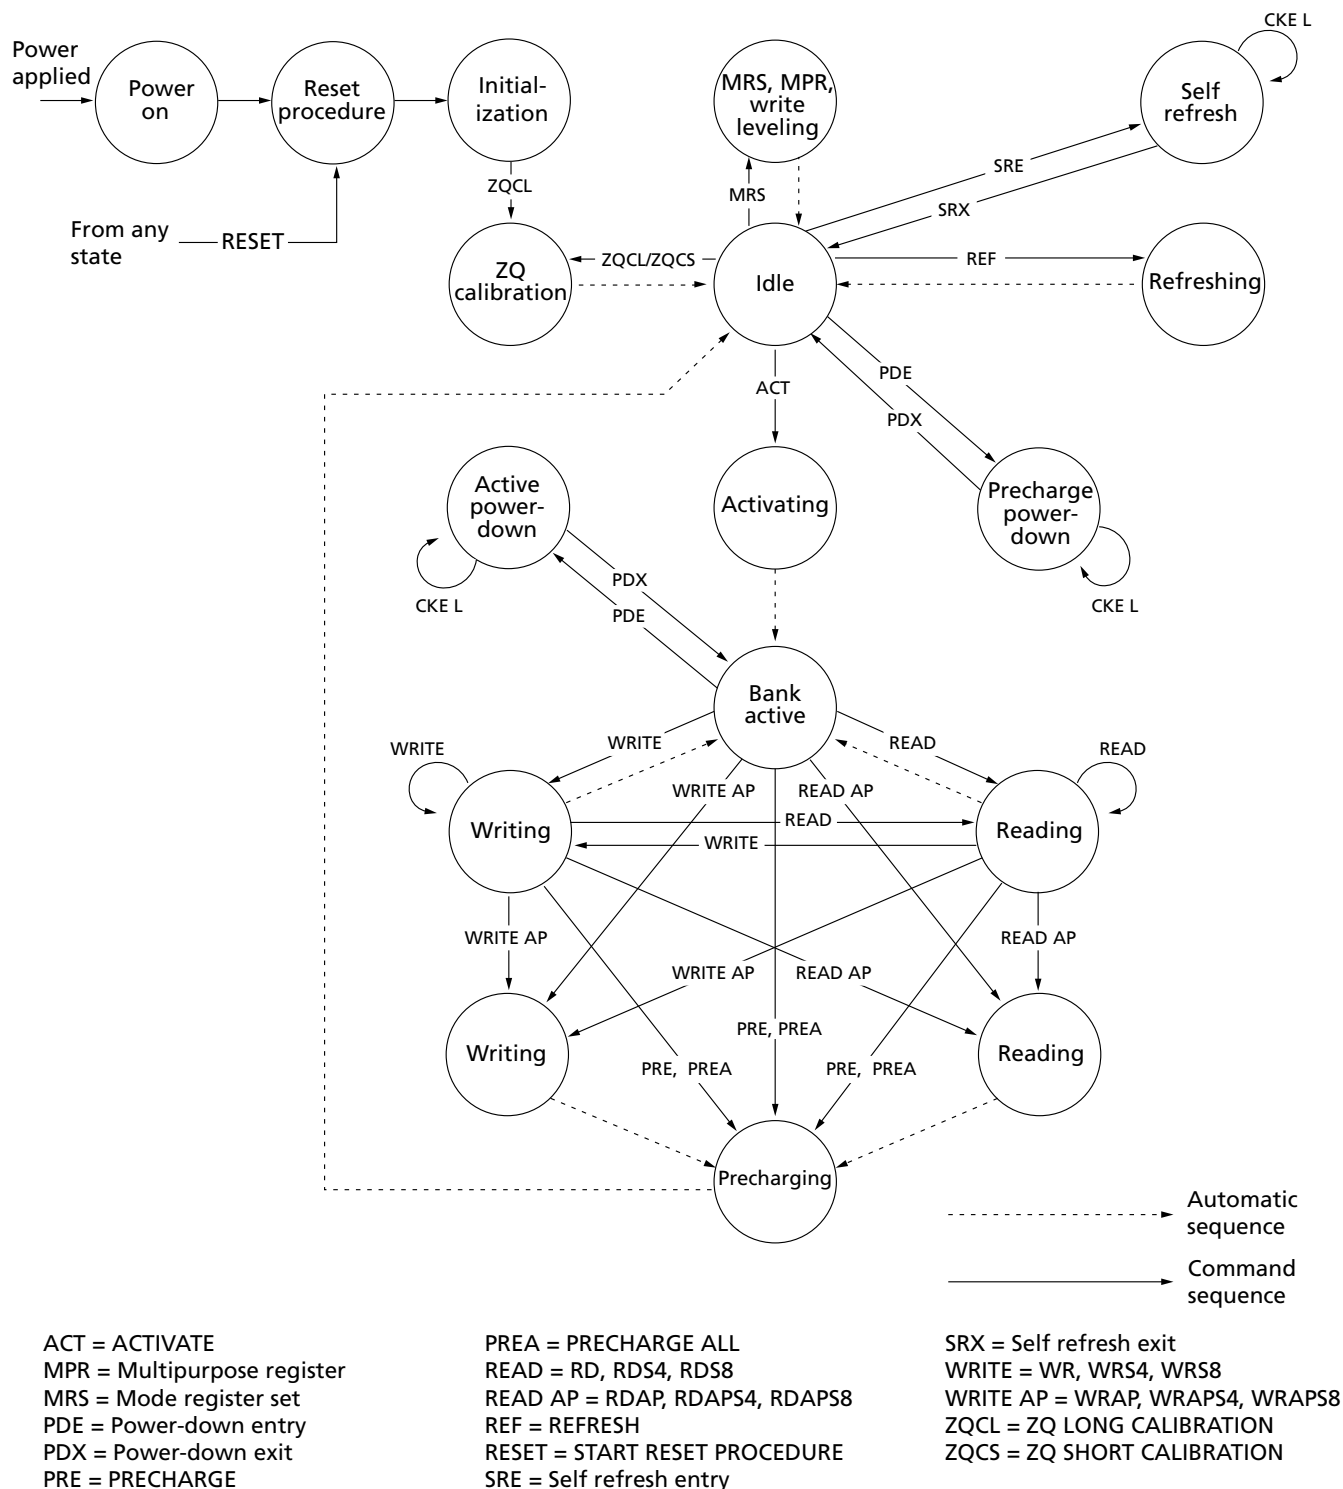 CKE L
Power
applied
Power
on
Reset
procedure
Initial-
ization
MRS, MPR,
write
leveling
Self
refresh
ZQCL
MRS
SRE
SRX
From any
state
RESET
ZQ
calibration
ZQCL/ZQCS
Idle
REF
Refreshing
PDE
ACT
PDX
Active
power-
down
Activating
Precharge
power-
down
PDX
CKE L
PDE
CKE L
Bank
active
WRITE
WRITE
READ
READ
WRITE AP
READ AP
Writing
READ
Reading
WRITE
WRITE AP
READ AP
WRITE AP
READ AP
PRE, PREA
Writing
Reading
PRE, PREA
PRE, PREA
Precharging
Automatic
sequence
Command
sequence
ACT = ACTIVATE
MPR = Multipurpose register
MRS = Mode register set
PDE = Power-down entry
PDX = Power-down exit
PRE = PRECHARGE
PREA = PRECHARGE ALL
READ = RD, RDS4, RDS8
READ AP = RDAP, RDAPS4, RDAPS8
REF = REFRESH
RESET = START RESET PROCEDURE
SRE = Self refresh entry
SRX = Self refresh exit
WRITE = WR, WRS4, WRS8
WRITE AP = WRAP, WRAPS4, WRAPS8
ZQCL = ZQ LONG CALIBRATION
ZQCS = ZQ SHORT CALIBRATION